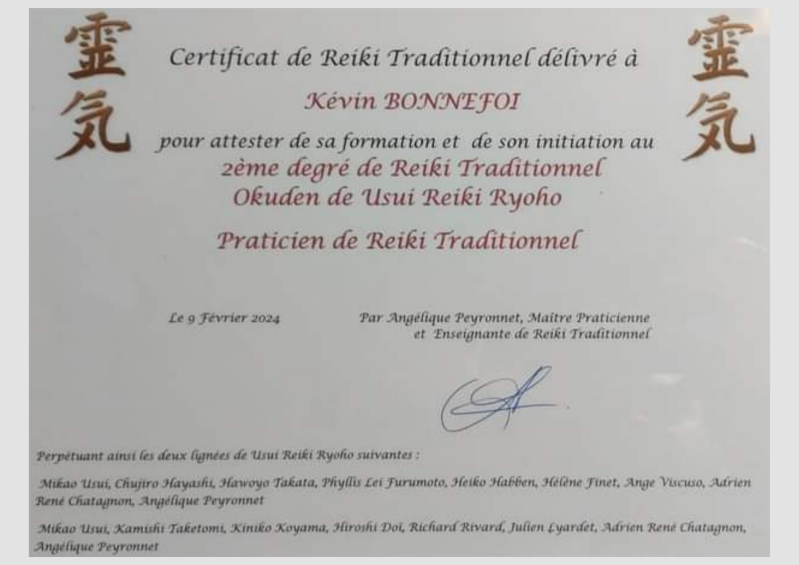 靈気
靈気
Certificat de Reiki Traditionnel délivré à
Kévin BONNEFOI
pour attester de sa formation et de son initiation au
2ème degré de Reiki Traditionnel
Okuden de Usui Reiki Ryoho
Praticien de Reiki Traditionnel
Le 9 Février 2024
Par Angélique Peyronnet, Maître Praticienne
et Enseignante de Reiki Traditionnel
Perpétuant ainsi les deux lignées de Usui Reiki Ryoho suivantes :
Mikao Usui, Chujiro Hayashi, Hawoyo Takata, Phyllis Lei Furumoto, Heiko Habben, Hélène Finet, Ange Viscuso, Adrien
René Chatagnon, Angélique Peyronnet
Mikao Usui, Kamishi Taketomi, Kiniko Koyama, Hiroshi Doï, Richard Rivard, Julien Lyardet, Adrien René Chatagnon,
Angélique Peyronnet